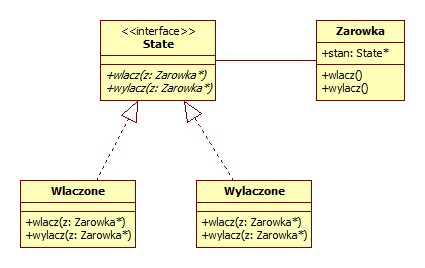 <<interface>>
State
+wlacz(z: Zarowka*)
+wylacz(z: Zarowka*)
Zarowka
+stan: State*
+wlacz()
+wylacz()
Wlaczone
+wlacz(z: Zarowka*)
+wylacz(z: Zarowka*)
Wylaczone
+wlacz(z: Zarowka*)
+wylacz(z: Zarowka*)